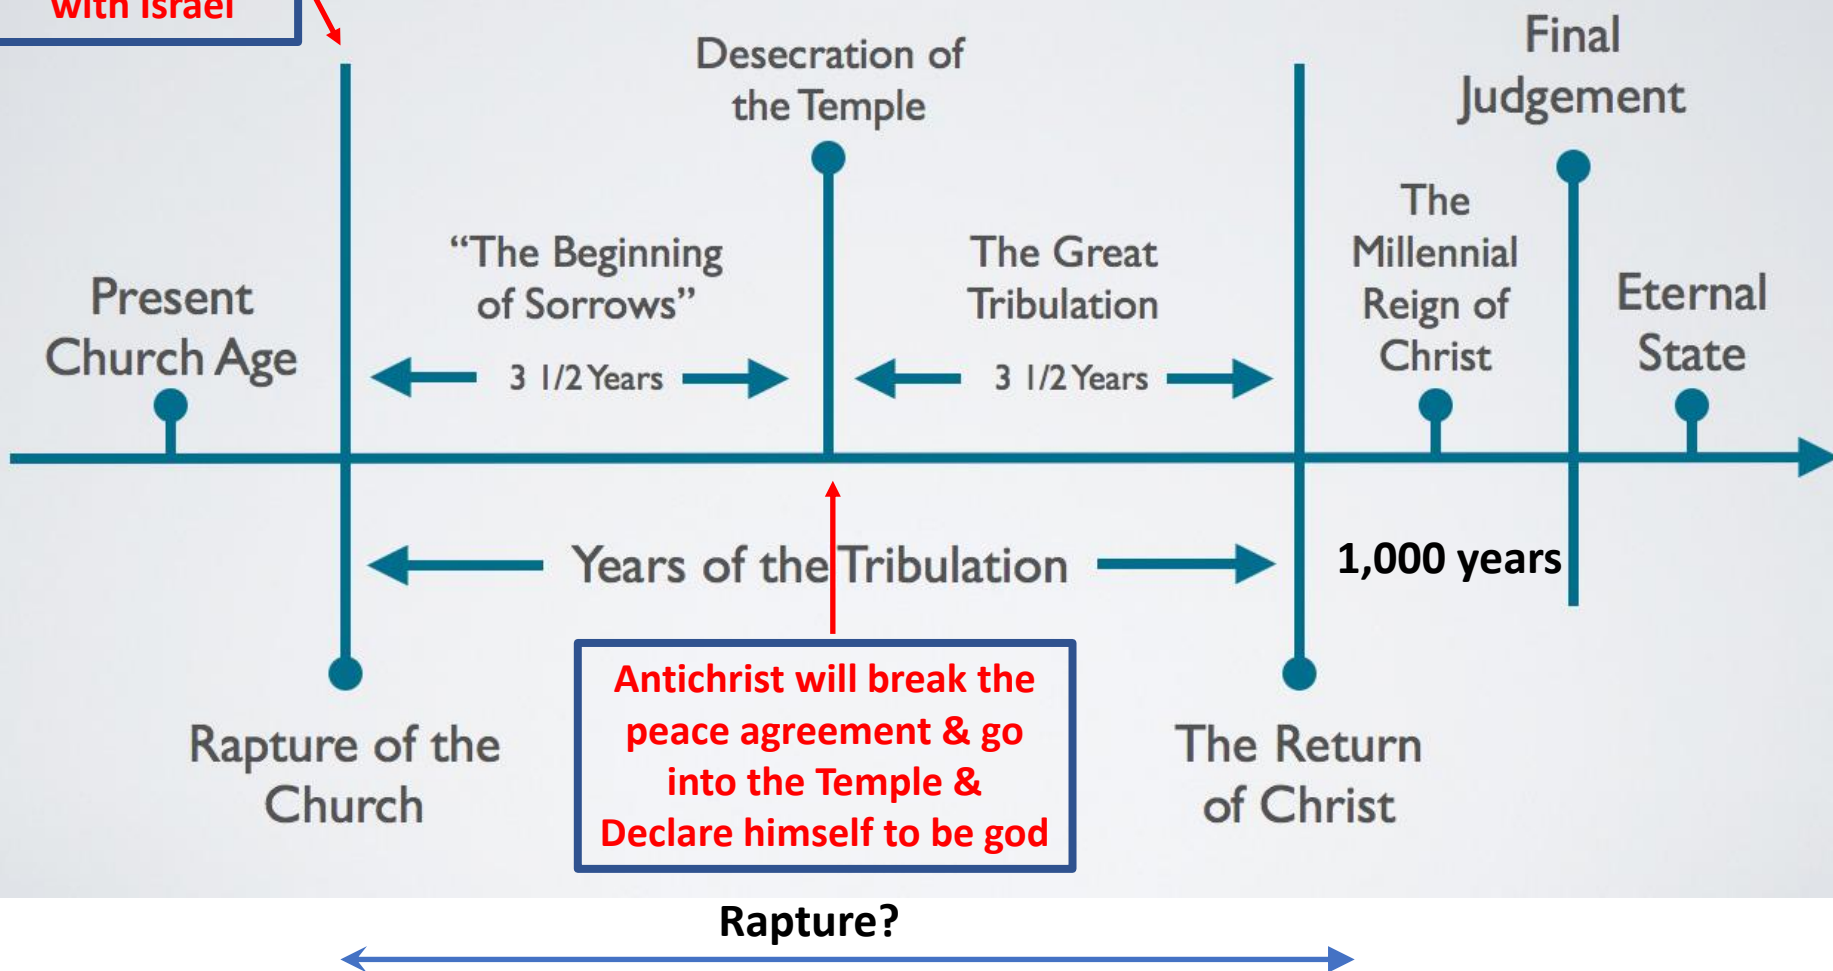 with Israel
Desecration of
the Temple
Final
Judgement
"The Beginning
of Sorrows"
3 1/2 Years
The Great
Tribulation
3 1/2 Years
The
Millennial
Reign of
Christ
Present
Church Age
Eternal
State
Years of the Tribulation
1,000 years
Rapture of the
Church
Antichrist will break the
peace agreement & go
into the Temple &
Declare himself to be god
The Return
of Christ
Rapture?